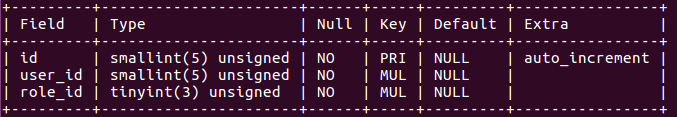 +---------+----------------------+------+-----+---------+----------------+
| Field   | Type                 | Null | Key | Default | Extra          |
+---------+----------------------+------+-----+---------+----------------+
| id      | smallint(5) unsigned | NO   | PRI | NULL    | auto_increment |
| user_id | smallint(5) unsigned | NO   | MUL | NULL    |                |
| role_id | tinyint(3) unsigned  | NO   | MUL | NULL    |                |
+---------+----------------------+------+-----+---------+----------------+